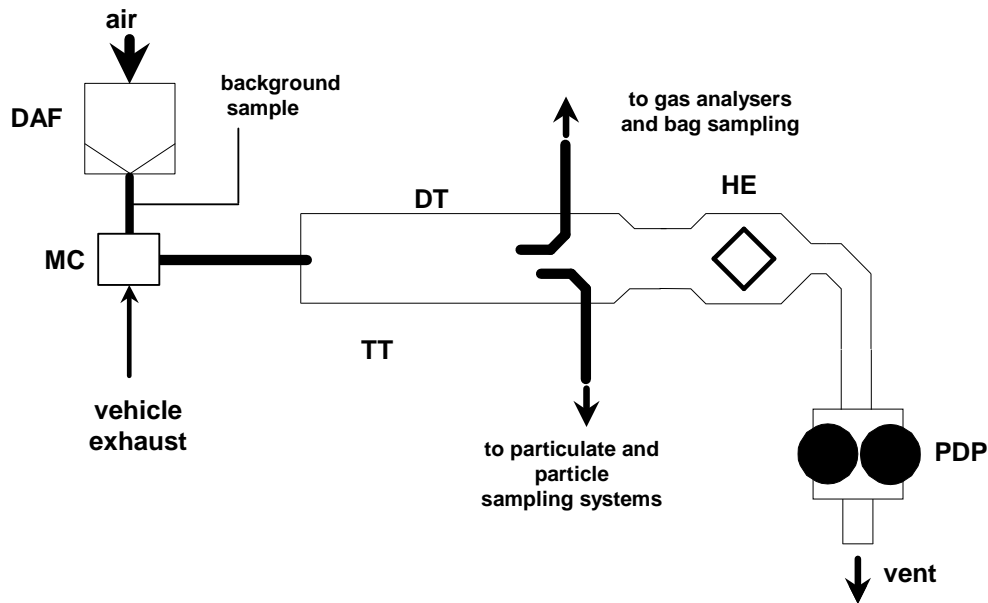 air
DAF
background
sample
to gas analysers
and bag sampling
DT
HE
MC
TT
vehicle
exhaust
to particulate and
particle
sampling systems
PDP
vent